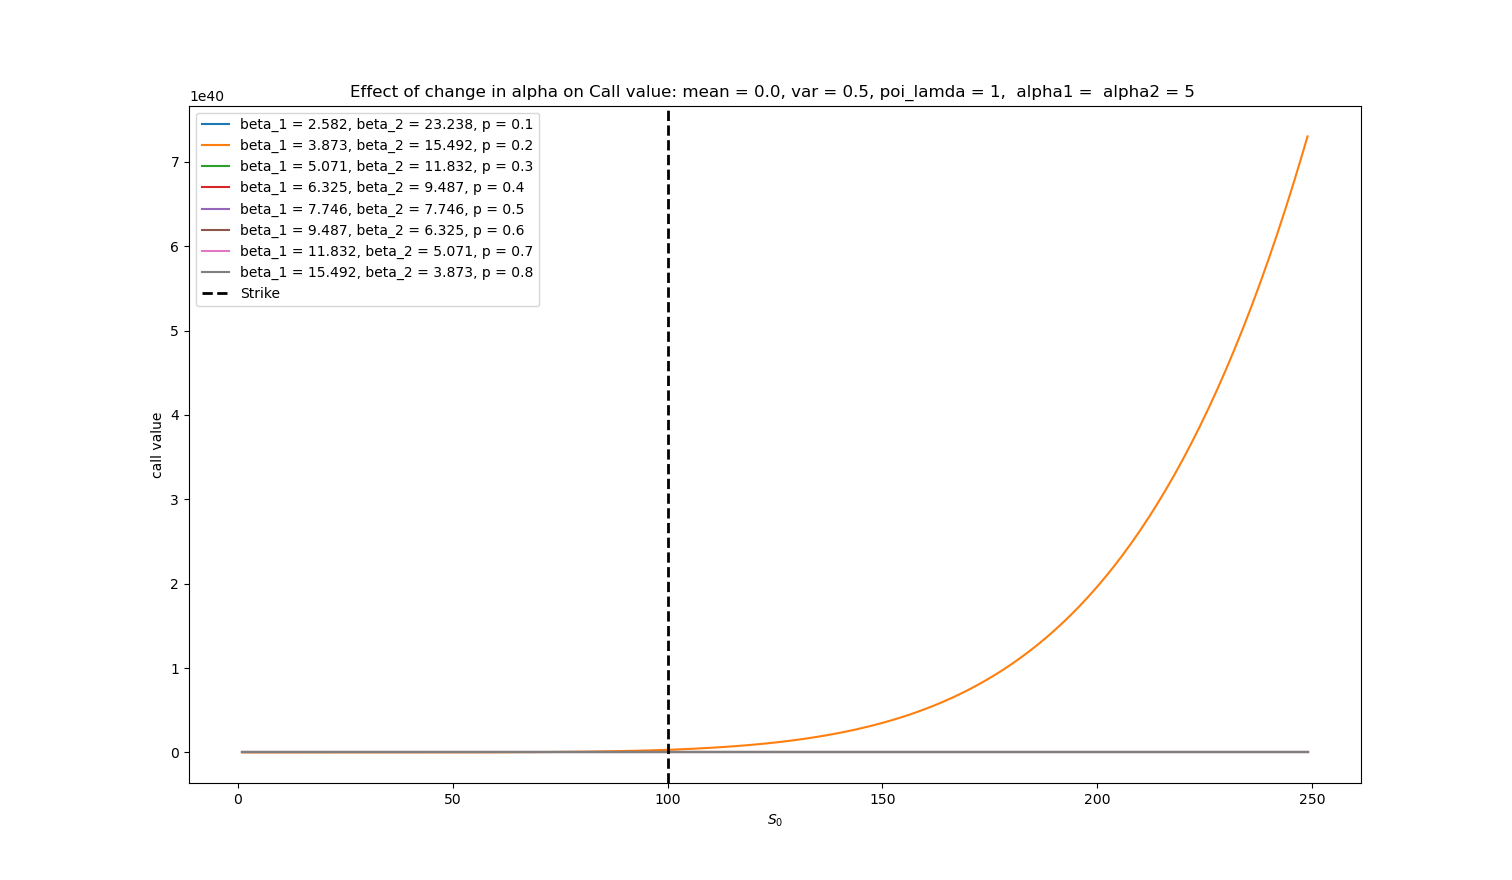 Effect of change in alpha on Call value: mean = 0.0, var = 0.5, poi_lamda = 1,  alpha1 =  alpha2 = 5
1e40
beta_1 = 2.582, beta_2 = 23.238, p = 0.1
beta_1 = 3.873, beta_2 = 15.492, p = 0.2
beta_1 = 5.071, beta_2 = 11.832, p = 0.3
beta_1 = 6.325, beta_2 = 9.487, p = 0.4
beta_1 = 7.746, beta_2 = 7.746, p = 0.5
beta_1 = 9.487, beta_2 = 6.325, p = 0.6
beta_1 = 11.832, beta_2 = 5.071, p = 0.7
beta_1 = 15.492, beta_2 = 3.873, p = 0.8
Strike
7
6
5
4
3
2
1
0
call value
0 50 100 150 200 250
S_0